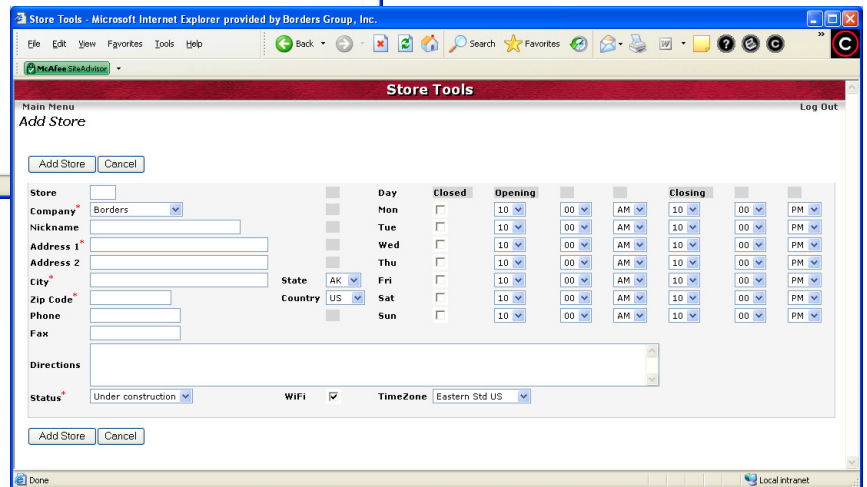 Store Tools - Microsoft Internet Explorer provided by Borders Group, Inc.
File Edit View Favorites Tools Help Back Search Favorites
McAfee SiteAdvisor
Store Tools
Main Menu Log Out
Add Store
Add Store Cancel
Store Day Closed Opening Closing
Company* Borders Mon 10 00 AM 10 00 PM
Nickname Tue 10 00 AM 10 00 PM
Address 1* Wed 10 00 AM 10 00 PM
Address 2 Thu 10 00 AM 10 00 PM
City* State AK Fri 10 00 AM 10 00 PM
Zip Code* Country US Sat 10 00 AM 10 00 PM
Phone Sun 10 00 AM 10 00 PM
Fax
Directions
Status* Under construction WiFi TimeZone Eastern Std US
Add Store Cancel
Done Local intranet